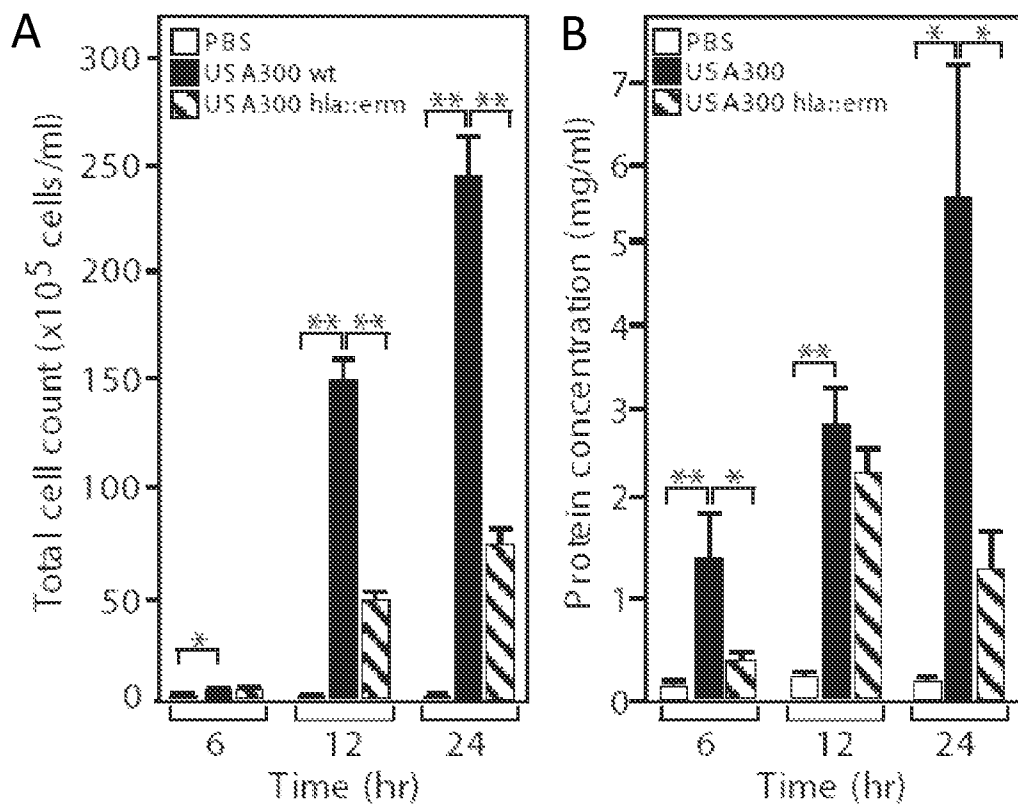 A
PBS
USA300 wt
USA300 hla::erm
Total cell count (x10⁵ cells/ml)
300
250
200
150
100
50
0
*
** **
** **
6 12 24
Time (hr)
B
PBS
USA300
USA300 hla::erm
Protein concentration (mg/ml)
7
6
5
4
3
2
1
0
** *
**
* *
6 12 24
Time (hr)